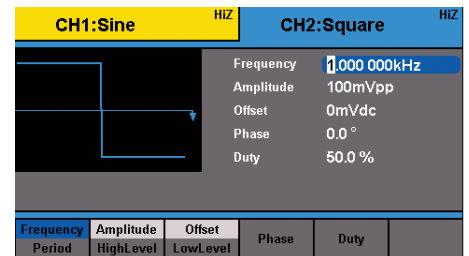 CH1:Sine HiZ CH2:Square HiZ
Frequency 1.000 000kHz
Amplitude 100mVpp
Offset 0mVdc
Phase 0.0 °
Duty 50.0 %
Frequency Amplitude Offset Phase Duty
Period HighLevel LowLevel